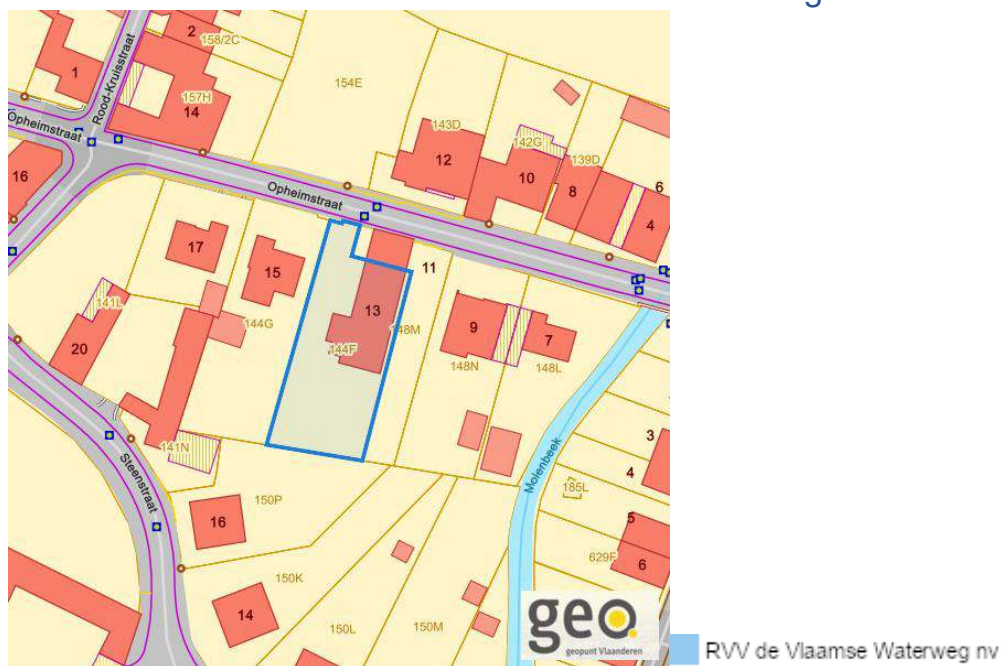 g
2
158/2C
1
Rood-Kruisstraat
154E
157H
14
Opheimstraat
143D
142G
12
16
10
139D
8
6
Opheimstraat
4
17
11
15
13
141L
144G
148M
9
7
20
144F
148N
148L
3
141N
Molenbeek
4
Steenstraat
185L
150P
5
16
629E
6
150K
14
150L
150M
geo
geopunt Vlaanderen
RVV de Vlaamse Waterweg nv